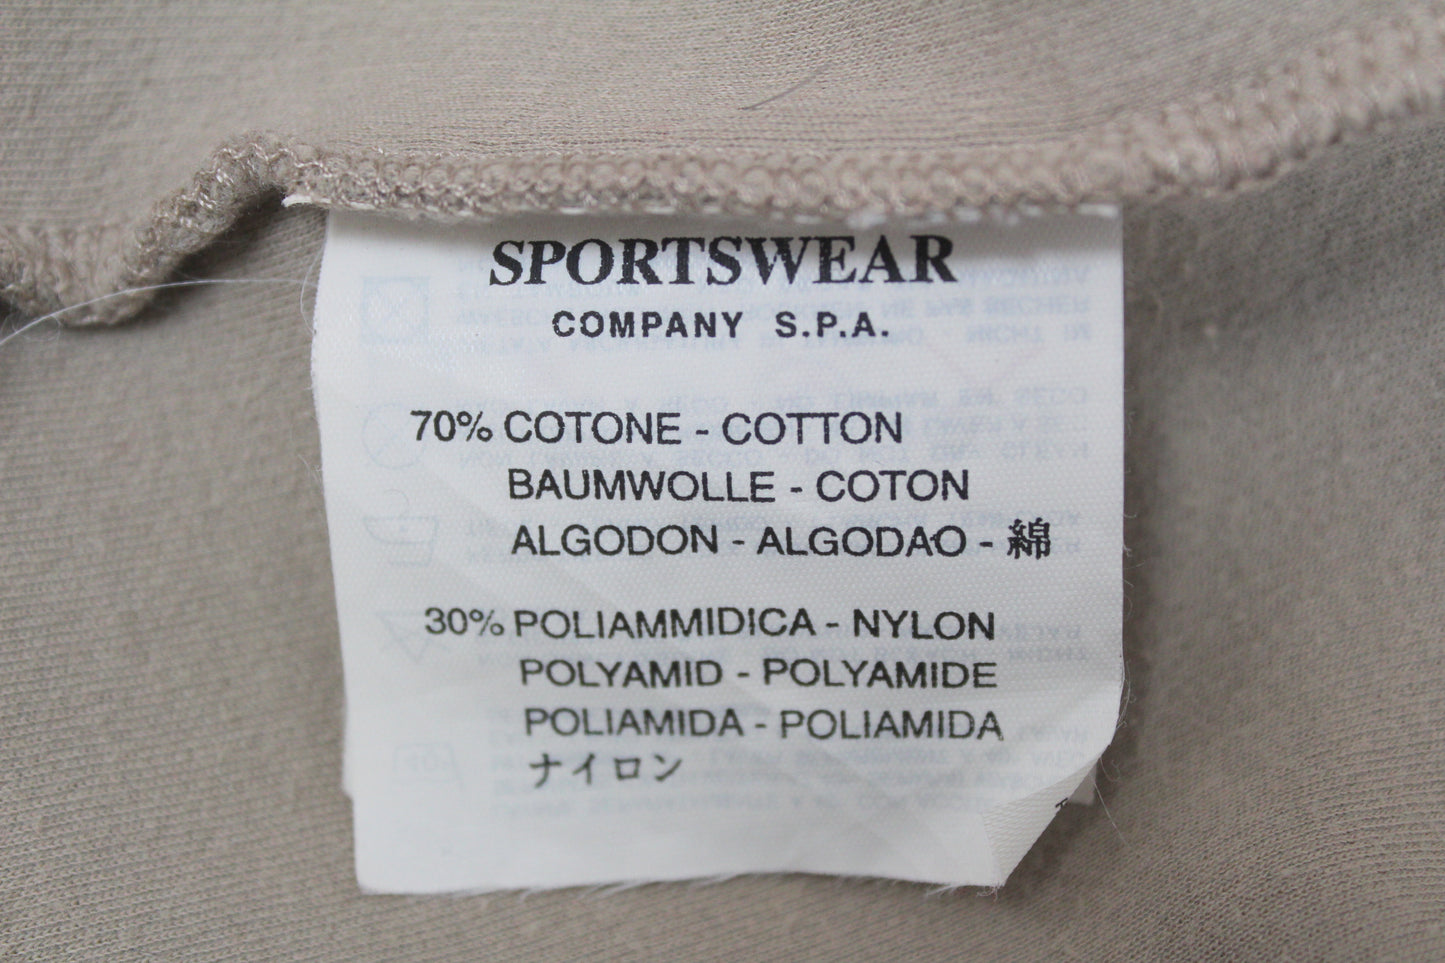 SPORTSWEAR
COMPANY S.P.A.
70% COTONE - COTTON
BAUMWOLLE - COTON
ALGODON - ALGODAO - 綿
30% POLIAMMIDICA - NYLON
POLYAMID - POLYAMIDE
POLIAMIDA - POLIAMIDA
ナイロン